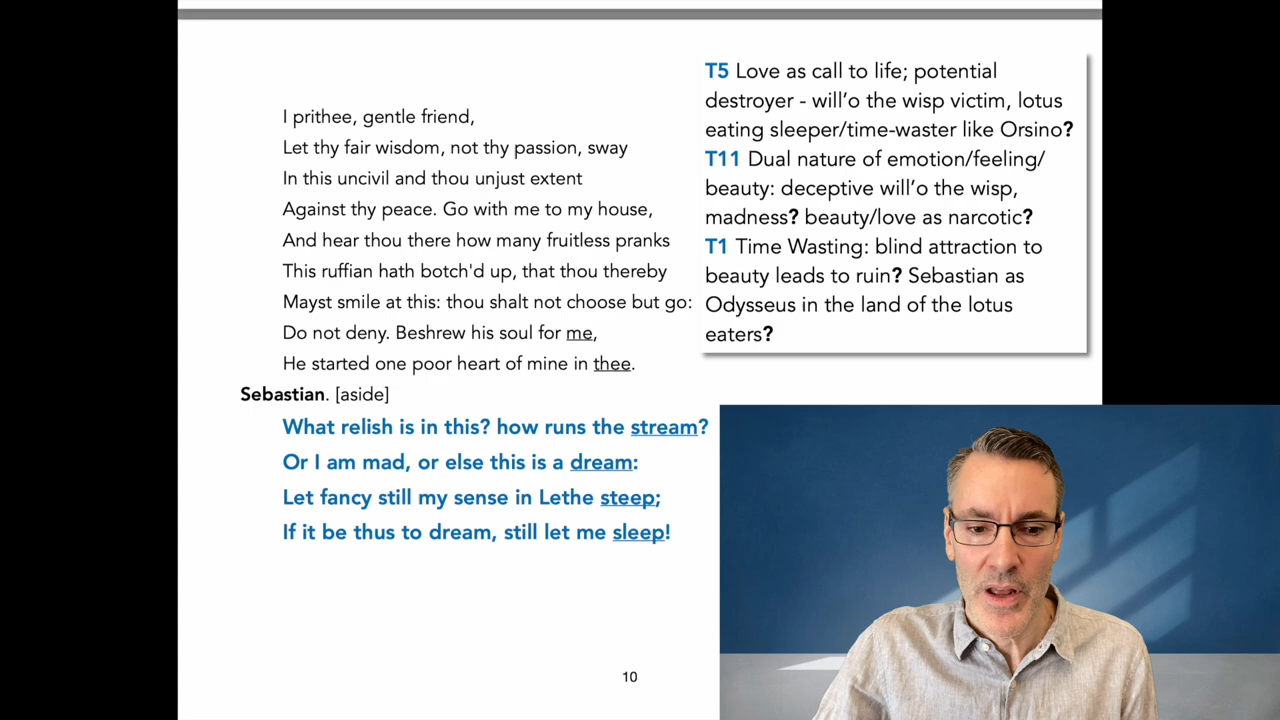 I prithee, gentle friend,
Let thy fair wisdom, not thy passion, sway
In this uncivil and thou unjust extent
Against thy peace. Go with me to my house,
And hear thou there how many fruitless pranks
This ruffian hath botch'd up, that thou thereby
Mayst smile at this: thou shalt not choose but go:
Do not deny. Beshrew his soul for me,
He started one poor heart of mine in thee.
Sebastian. [aside]
What relish is in this? how runs the stream?
Or I am mad, or else this is a dream:
Let fancy still my sense in Lethe steep;
If it be thus to dream, still let me sleep!
T5 Love as call to life; potential
destroyer - will’o the wisp victim, lotus
eating sleeper/time-waster like Orsino?
T11 Dual nature of emotion/feeling/
beauty: deceptive will’o the wisp,
madness? beauty/love as narcotic?
T1 Time Wasting: blind attraction to
beauty leads to ruin? Sebastian as
Odysseus in the land of the lotus
eaters?
10